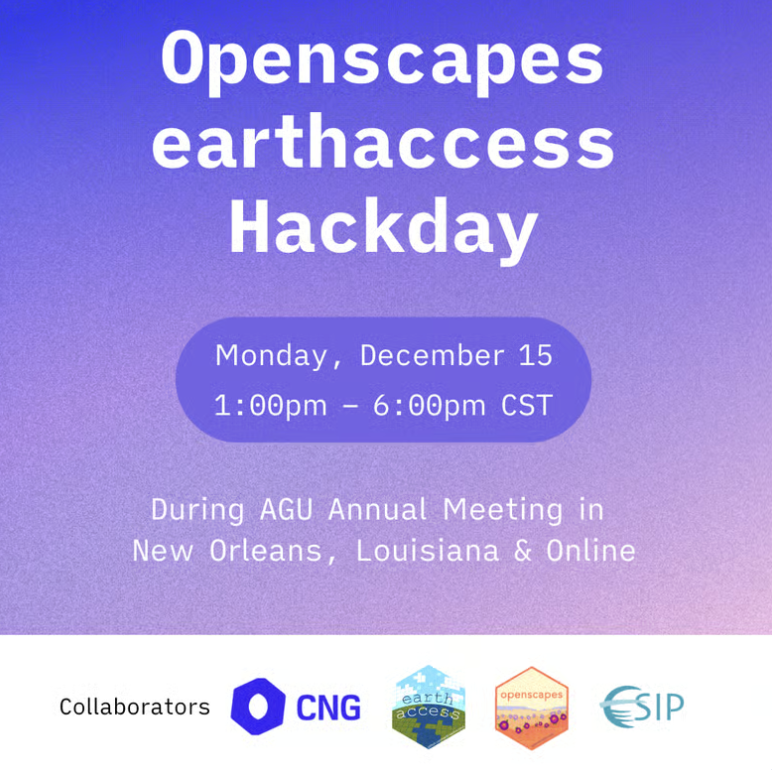 Openscapes
earthaccess
Hackday
Monday, December 15
1:00pm – 6:00pm CST
During AGU Annual Meeting in
New Orleans, Louisiana & Online
Collaborators
CNG
earth
access
openscapes
ESIP